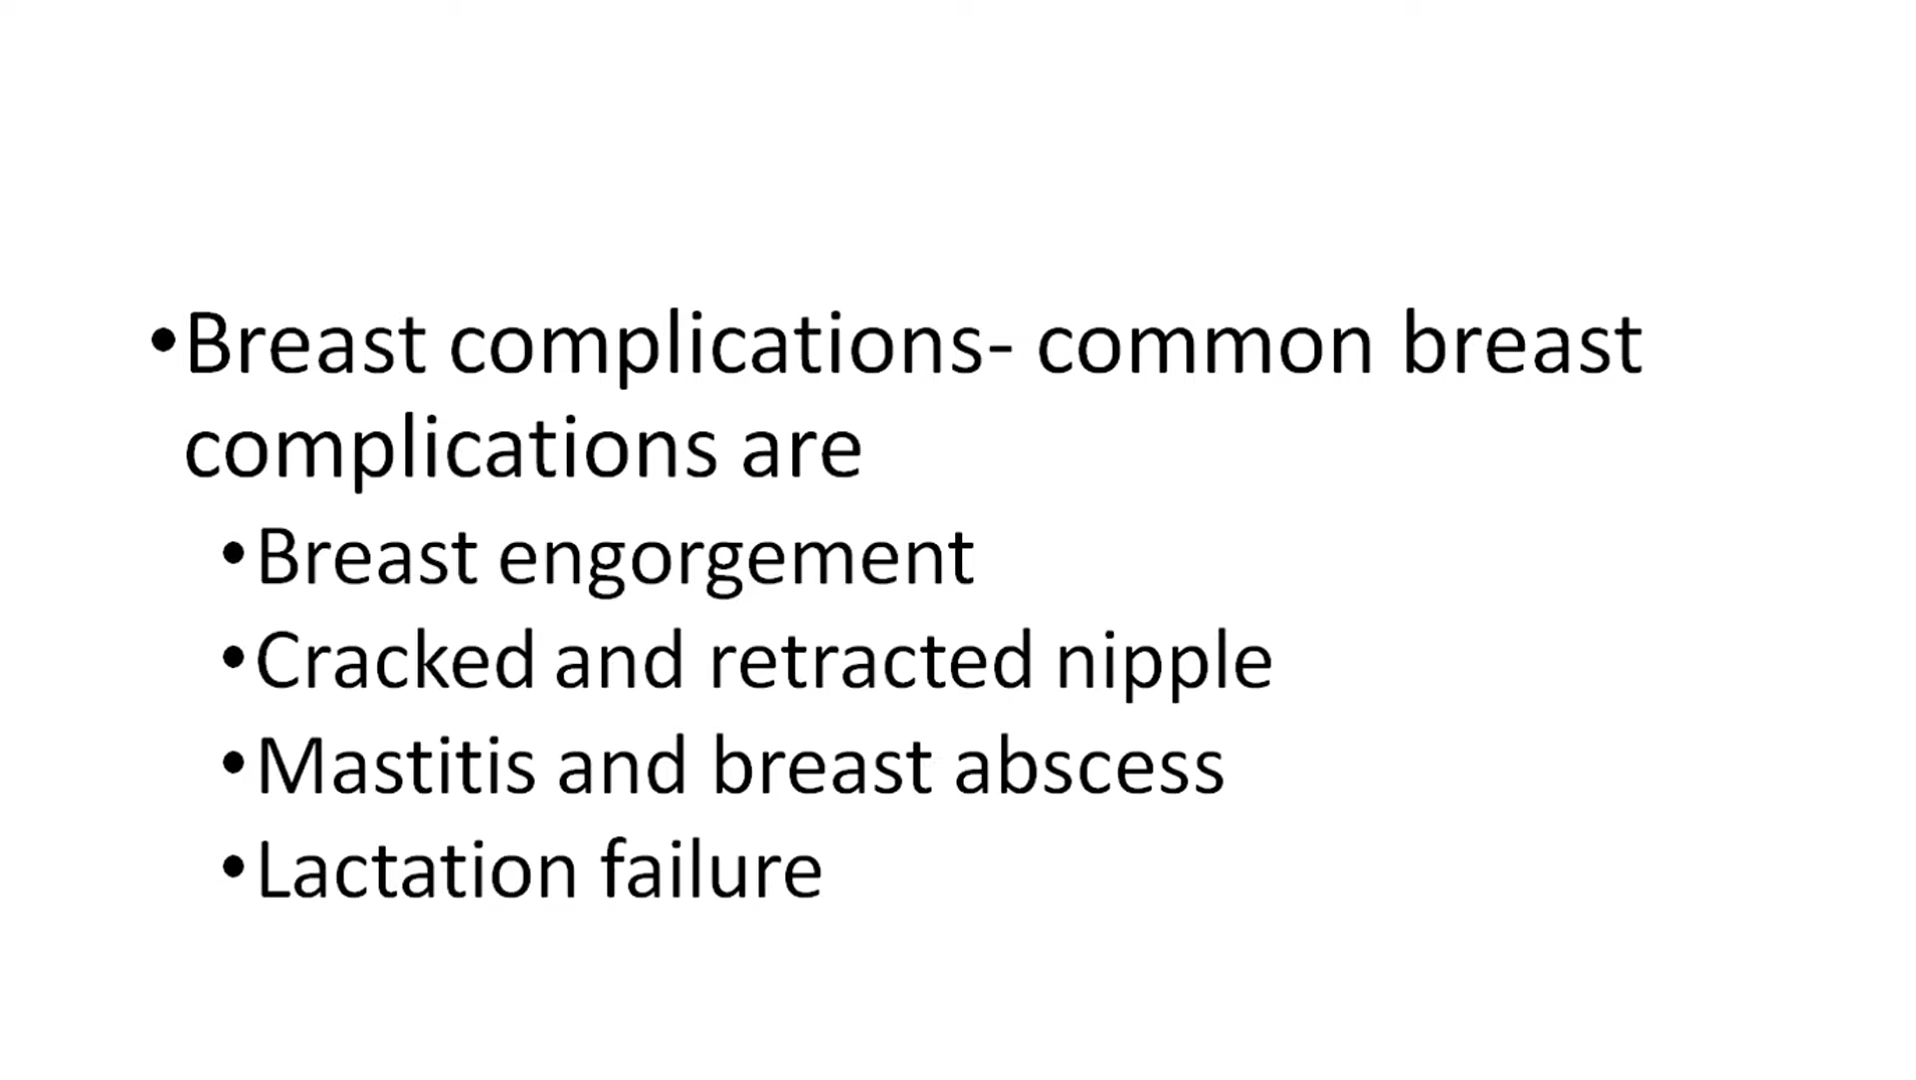 •Breast complications- common breast
complications are
•Breast engorgement
•Cracked and retracted nipple
•Mastitis and breast abscess
•Lactation failure